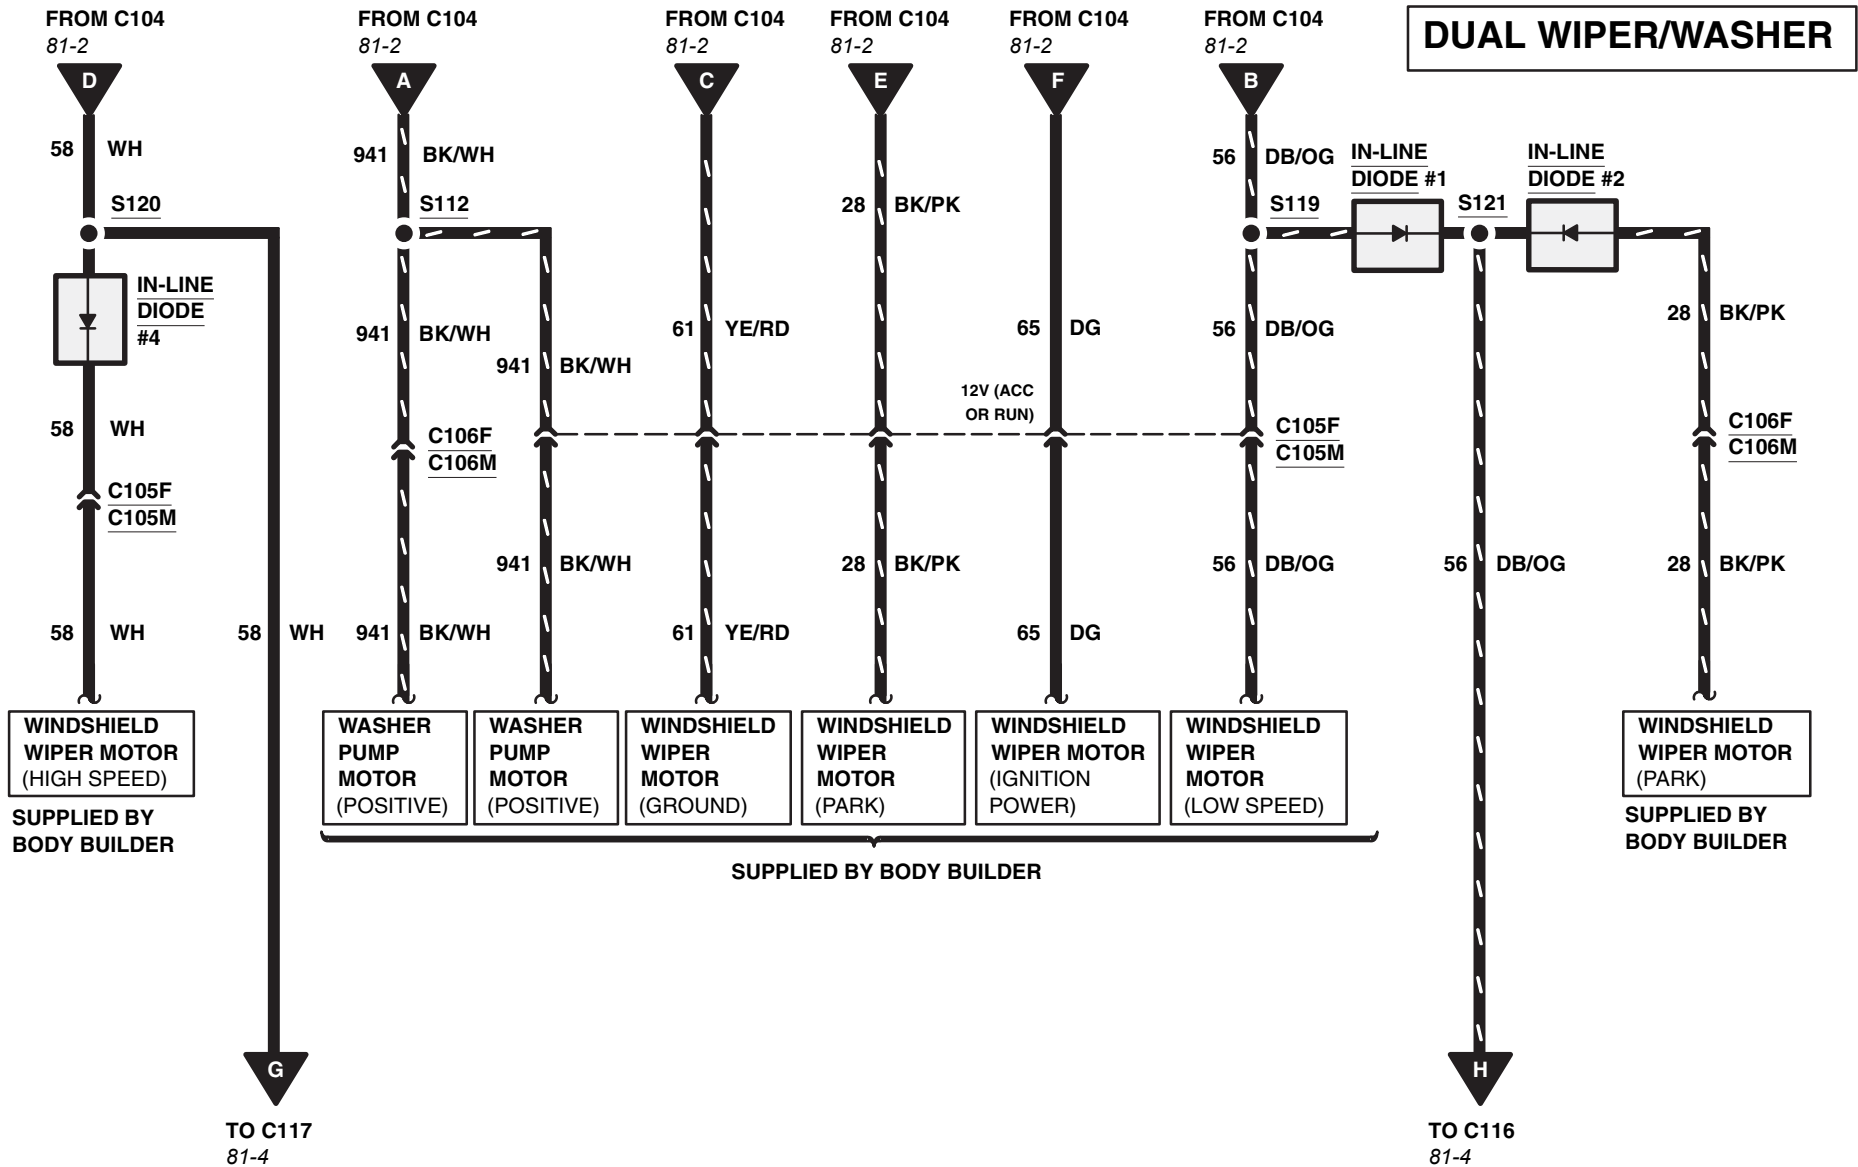 FROM C104
81-2
D
FROM C104
81-2
A
FROM C104
81-2
C
FROM C104
81-2
E
FROM C104
81-2
F
FROM C104
81-2
B
DUAL WIPER/WASHER
58 WH
941 BK/WH
56 DB/OG
IN-LINE
DIODE #1
IN-LINE
DIODE #2
S120
S112
28 BK/PK
S119
S121
IN-LINE
DIODE
#4
941 BK/WH
61 YE/RD
65 DG
56 DB/OG
28 BK/PK
941 BK/WH
12V (ACC
OR RUN)
58 WH
C106F
C106M
C105F
C105M
C106F
C106M
C105F
C105M
941 BK/WH
28 BK/PK
56 DB/OG
56 DB/OG
28 BK/PK
58 WH
58 WH
941 BK/WH
61 YE/RD
65 DG
WINDSHIELD
WIPER MOTOR
(HIGH SPEED)
SUPPLIED BY
BODY BUILDER
WASHER
PUMP
MOTOR
(POSITIVE)
WASHER
PUMP
MOTOR
(POSITIVE)
WINDSHIELD
WIPER
MOTOR
(GROUND)
WINDSHIELD
WIPER
MOTOR
(PARK)
WINDSHIELD
WIPER MOTOR
(IGNITION
POWER)
WINDSHIELD
WIPER
MOTOR
(LOW SPEED)
WINDSHIELD
WIPER MOTOR
(PARK)
SUPPLIED BY
BODY BUILDER
SUPPLIED BY BODY BUILDER
G
TO C117
81-4
H
TO C116
81-4